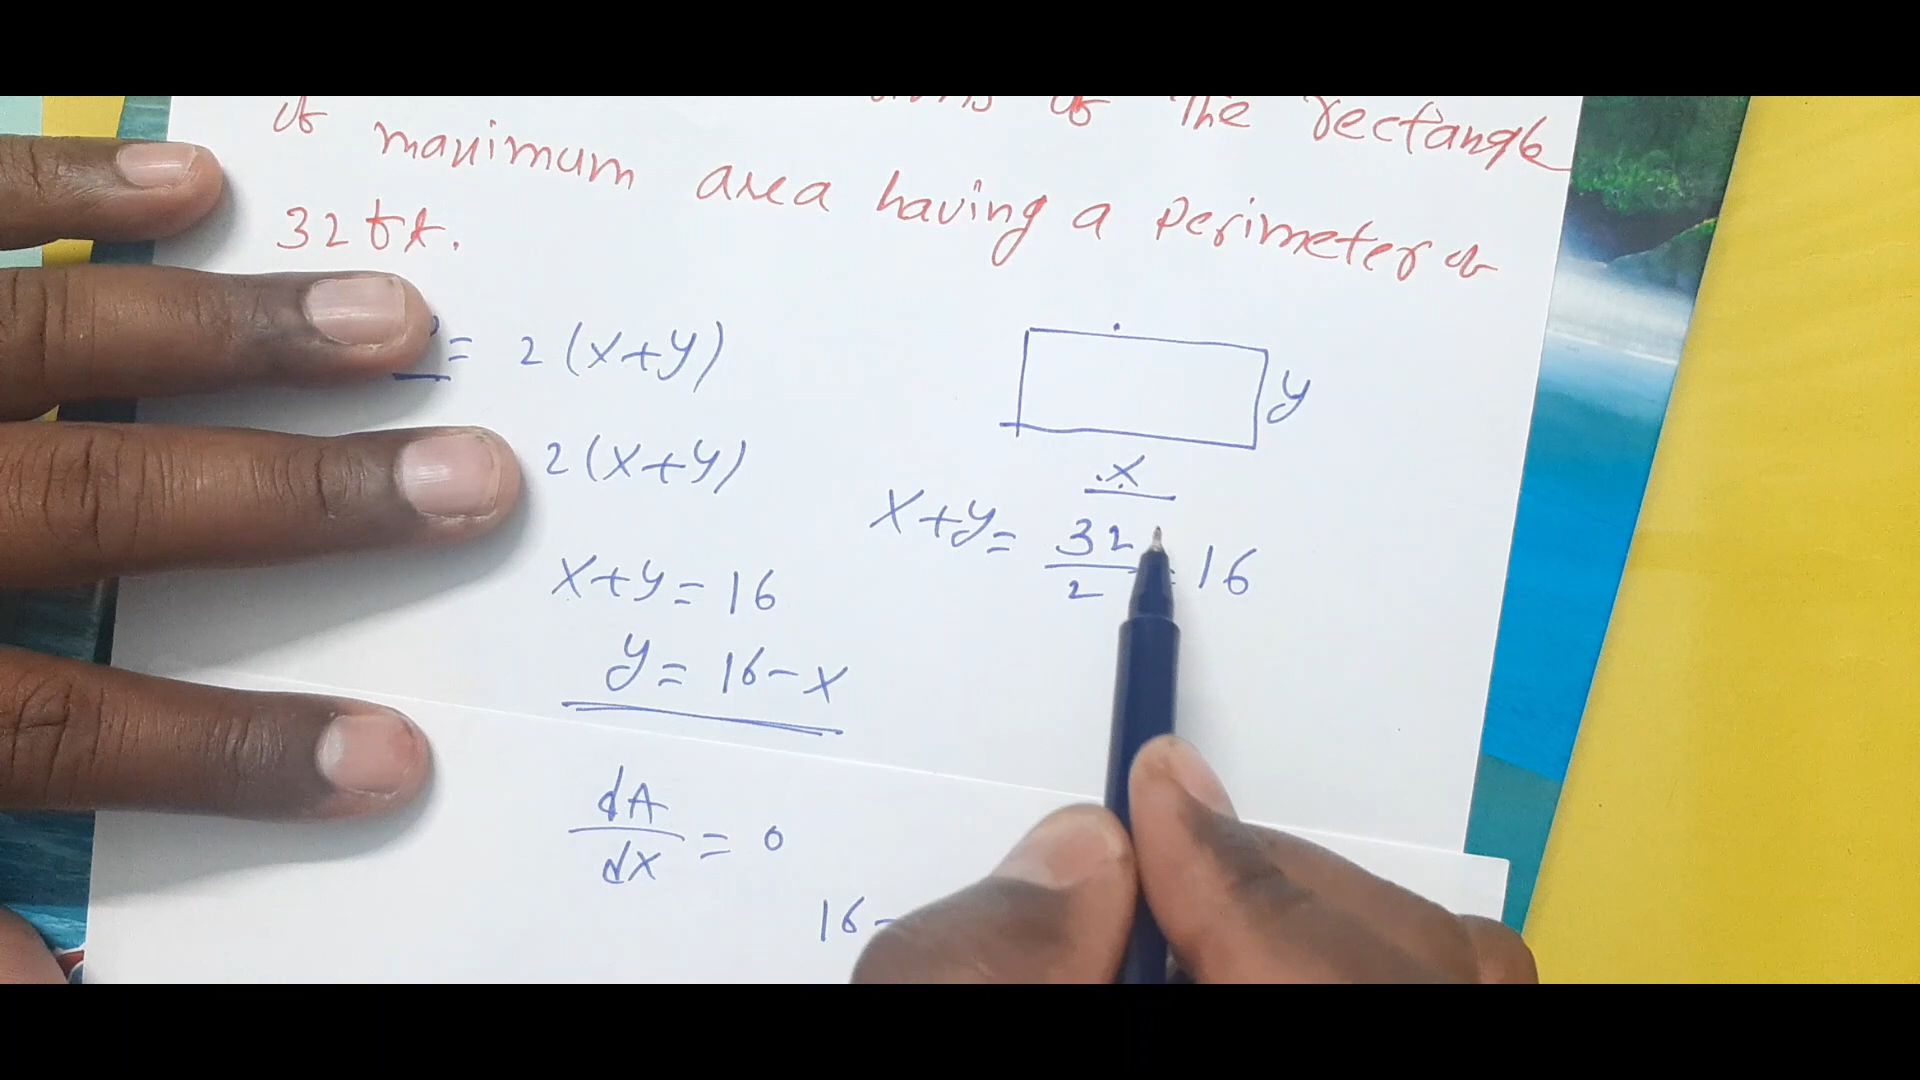 of the rectangle
of maximum area having a perimeter of
32 ft.
P = 2(x+y)
2(x+y)
x+y = 16
y = 16-x
y
x
x+y = 32/2 = 16
dA/dx = 0
16-